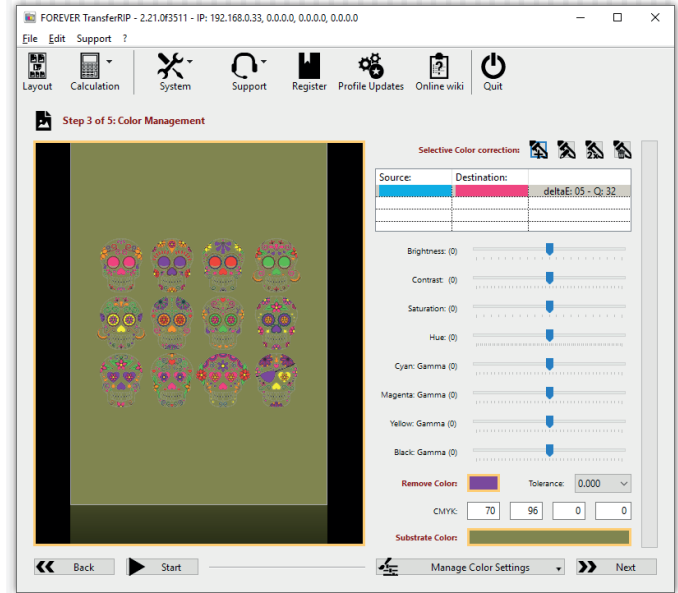 FOREVER TransferRIP - 2.21.0f3511 - IP: 192.168.0.33, 0.0.0.0, 0.0.0.0, 0.0.0.0
File Edit Support ?
Layout Calculation System Support Register Profile Updates Online wiki Quit
Step 3 of 5: Color Management
Selective Color correction:
2x
Source: Destination:
deltaE: 05 - Q: 32
Brightness: (0)
Contrast: (0)
Saturation: (0)
Hue: (0)
Cyan: Gamma (0)
Magenta: Gamma (0)
Yellow: Gamma (0)
Black: Gamma (0)
Remove Color: Tolerance: 0.000
CMYK: 70 96 0 0
Substrate Color:
Back Start Manage Color Settings Next